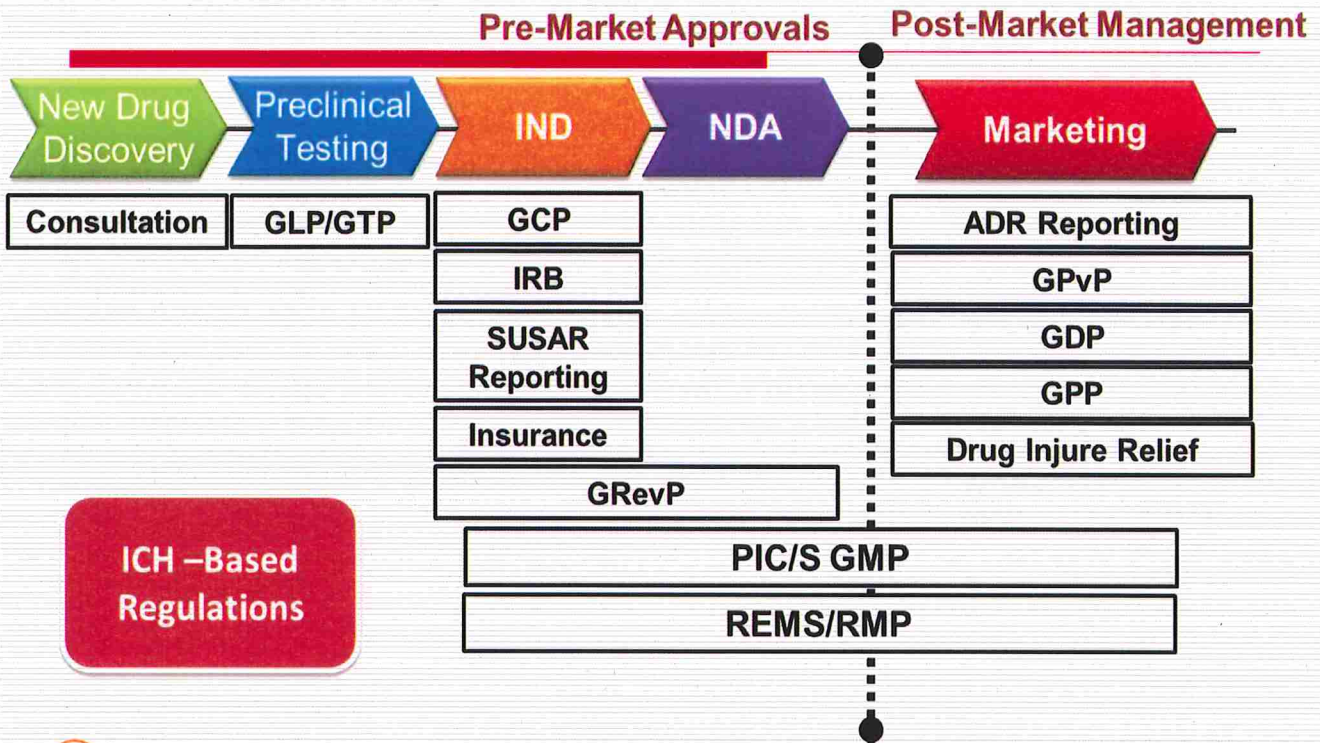 Pre-Market Approvals
Post-Market Management
New Drug
Discovery
Preclinical
Testing
IND
NDA
Marketing
Consultation
GLP/GTP
GCP
ADR Reporting
IRB
GPvP
SUSAR
Reporting
GDP
GPP
Insurance
Drug Injure Relief
GRevP
PIC/S GMP
ICH –Based
Regulations
REMS/RMP